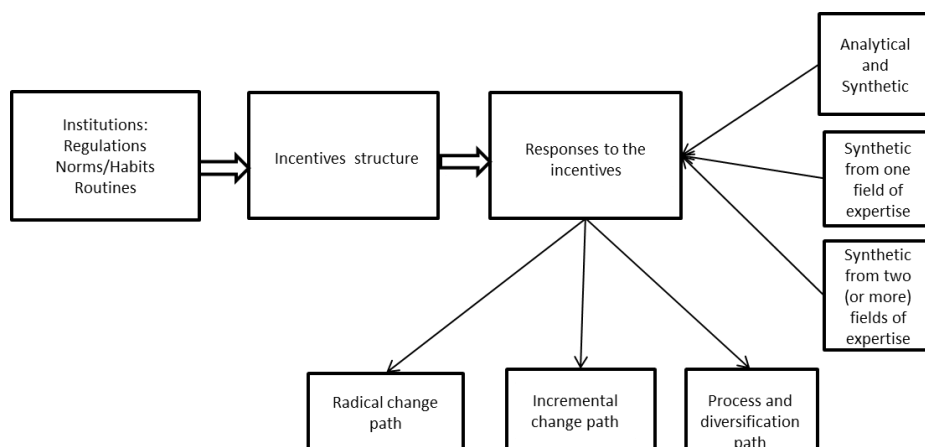 Institutions:
Regulations
Norms/Habits
Routines
Incentives structure
Responses to the
incentives
Analytical
and
Synthetic
Synthetic
from one
field of
expertise
Synthetic
from two
(or more)
fields of
expertise
Radical change
path
Incremental
change path
Process and
diversification
path